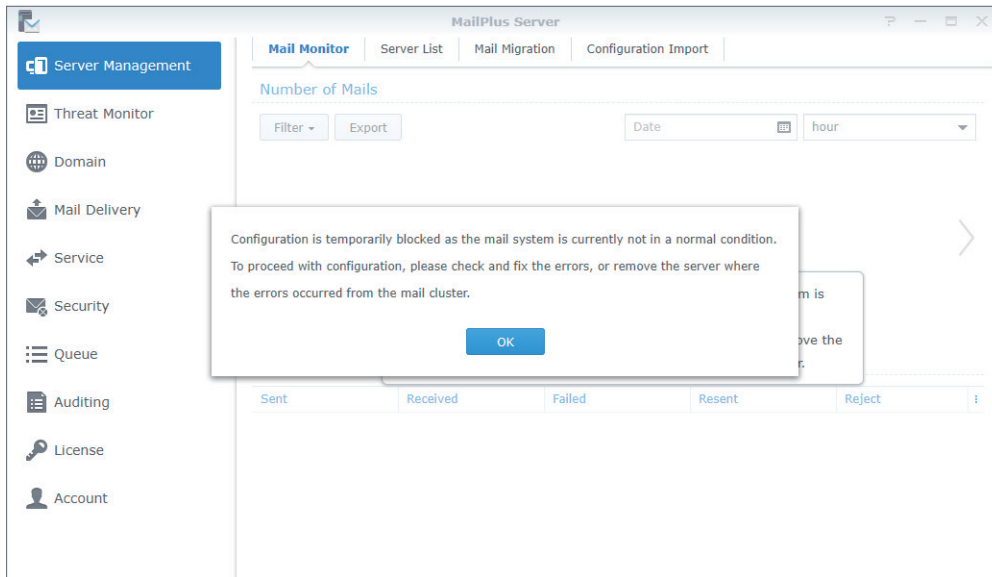 MailPlus Server
Server Management
Threat Monitor
Domain
Mail Delivery
Service
Security
Queue
Auditing
License
Account
Mail Monitor
Server List
Mail Migration
Configuration Import
Number of Mails
Filter
Export
Date
hour
Configuration is temporarily blocked as the mail system is currently not in a normal condition.
To proceed with configuration, please check and fix the errors, or remove the server where
the errors occurred from the mail cluster.
OK
m is
ove the
r.
Sent
Received
Failed
Resent
Reject